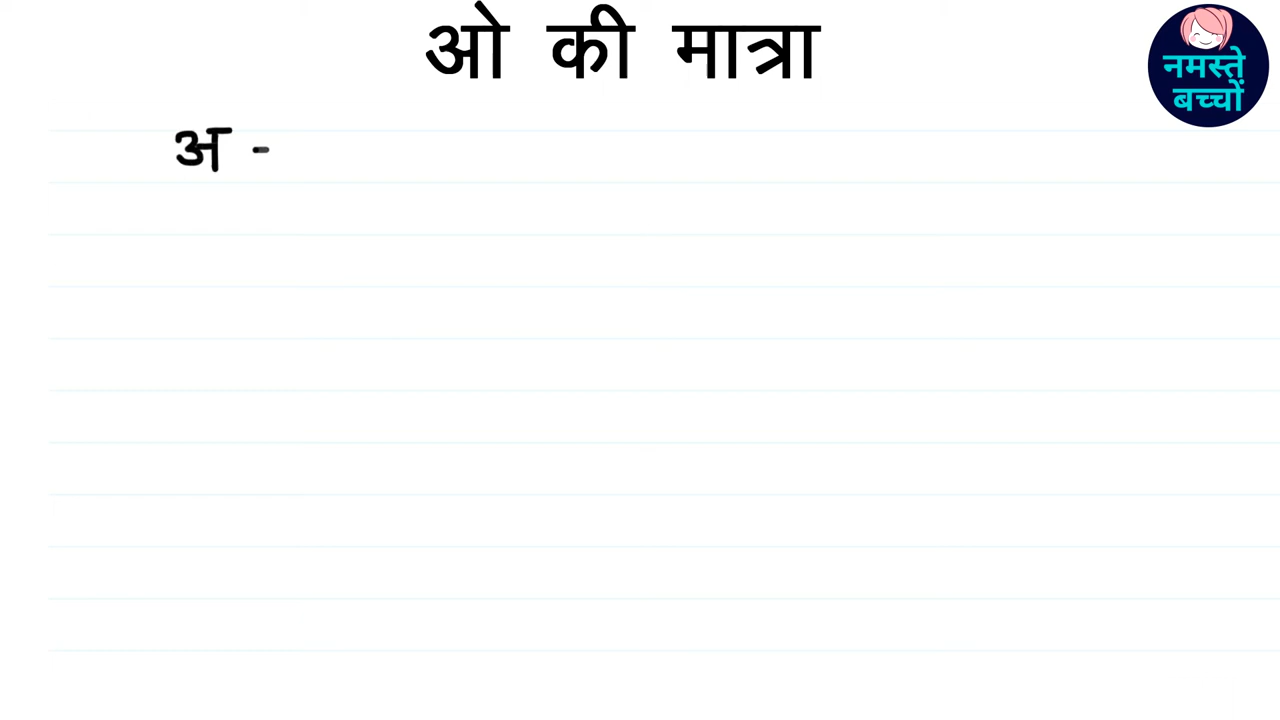 ओ की मात्रा
नमस्ते
बच्चों
अ -